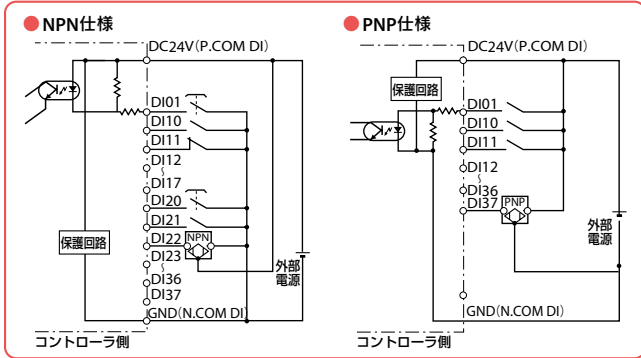 ● NPN仕様
DC24V(P.COM DI)
DI01
DI10
DI11
DI12
〜
DI17
DI20
DI21
DI22
NPN
DI23
〜
DI36
DI37
GND(N.COM DI)
保護回路
外部
電源
コントローラ側
● PNP仕様
DC24V(P.COM DI)
保護回路
DI01
DI10
DI11
DI12
〜
DI36
DI37
PNP
外部
電源
GND(N.COM DI)
コントローラ側